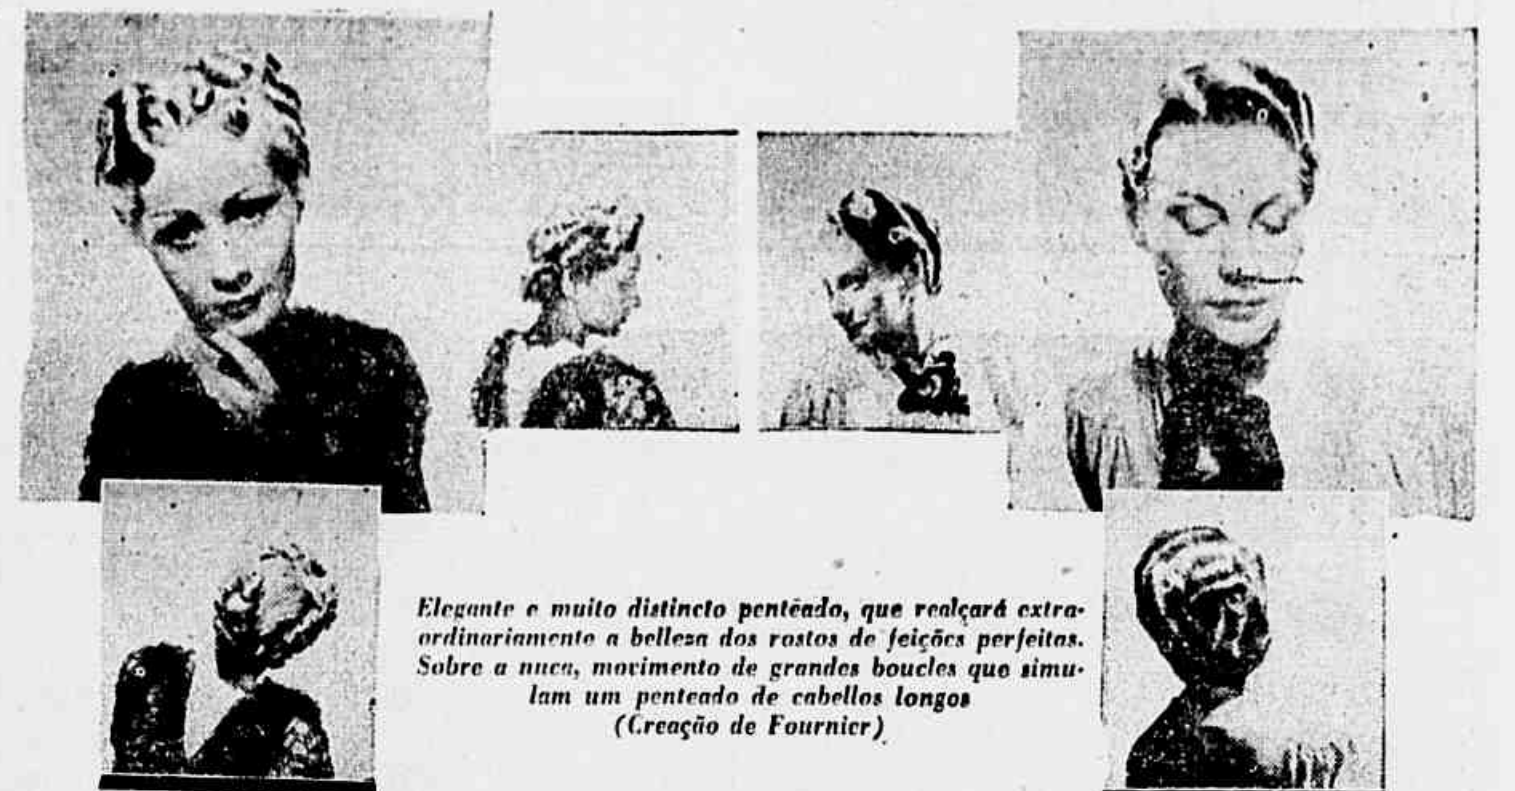 Elegante e muito distincto pentêado, que realçará extra-
ordinariamente a belleza dos rostos de feições perfeitas.
Sobre a nuca, movimento de grandes boucles que simu-
lam um penteado de cabellos longos
(Creação de Fournier)